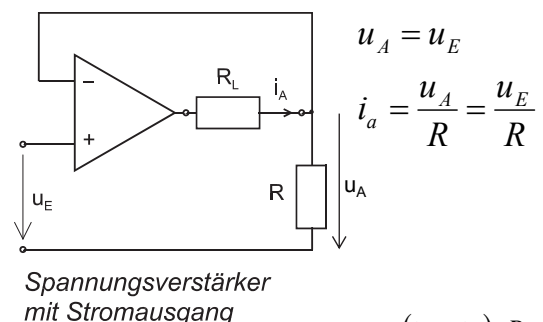 u_A = u_E
R_L
i_A
i_a = u_A/R = u_E/R
−
+
R
u_A
u_E
Spannungsverstärker
mit Stromausgang